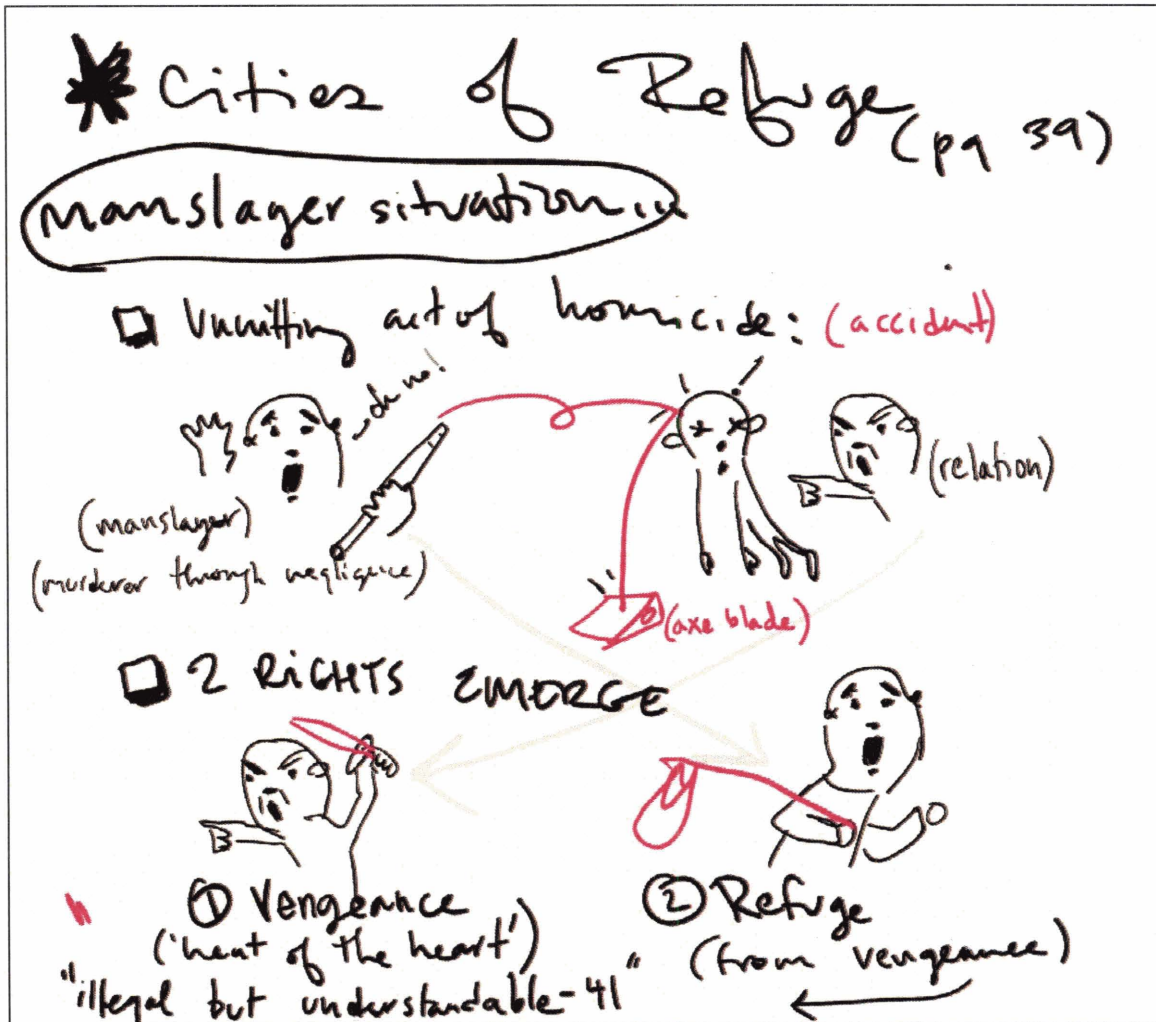 * Cities of Refuge (pg 39)
manslayer situation...
Unwitting act of homicide: (accident)
oh no!
(manslayer)
(murderer through negligence)
(relation)
(axe blade)
2 RIGHTS EMERGE
① Vengeance
('heat of the heart')
"illegal but understandable-41"
② Refuge
(from vengeance)